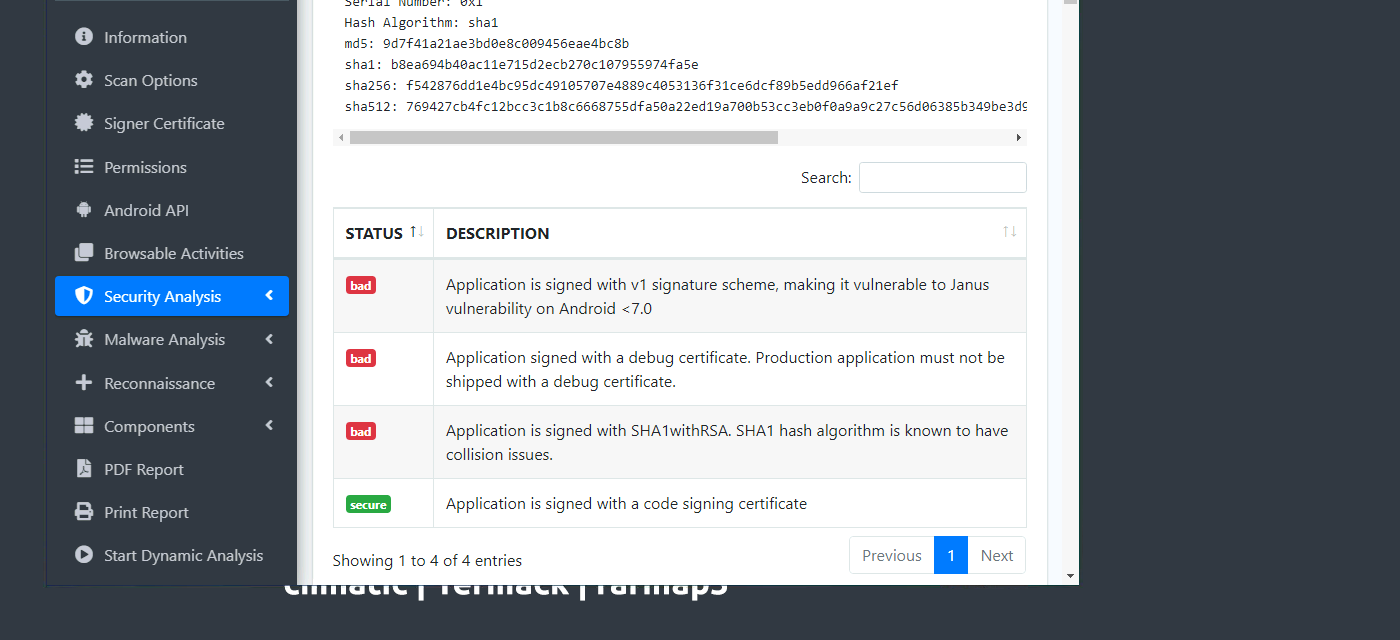 Serial Number: 0x1
Hash Algorithm: sha1
md5: 9d7f41a21ae3bd0e8c009456eae4bc8b
sha1: b8ea694b40ac11e715d2ecb270c107955974fa5e
sha256: f542876dd1e4bc95dc49105707e4889c4053136f31ce6dcf89b5edd966af21ef
sha512: 769427cb4fc12bcc3c1b8c6668755dfa50a22ed19a700b53cc3eb0f0a9a9c27c56d06385b349be3d9
Information
Scan Options
Signer Certificate
Permissions
Android API
Browsable Activities
Security Analysis
Malware Analysis
Reconnaissance
Components
PDF Report
Print Report
Start Dynamic Analysis
Search:
STATUS DESCRIPTION
bad Application is signed with v1 signature scheme, making it vulnerable to Janus
vulnerability on Android <7.0
bad Application signed with a debug certificate. Production application must not be
shipped with a debug certificate.
bad Application is signed with SHA1withRSA. SHA1 hash algorithm is known to have
collision issues.
secure Application is signed with a code signing certificate
Showing 1 to 4 of 4 entries
Previous 1 Next